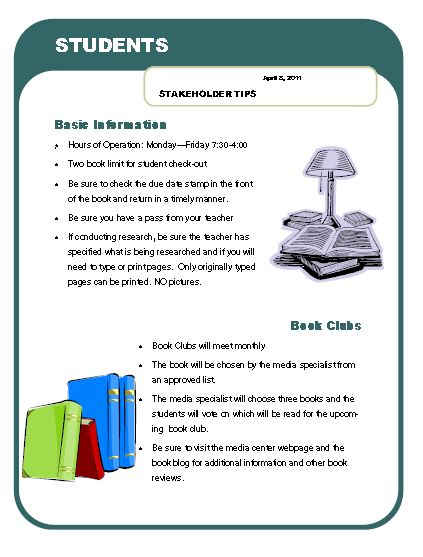 STUDENTS
April 8, 2011
STAKEHOLDER TIPS
Basic Information
• Hours of Operation: Monday—Friday 7:30-4:00
• Two book limit for student check-out
• Be sure to check the due date stamp in the front
of the book and return in a timely manner.
• Be sure you have a pass from your teacher
• If conducting research, be sure the teacher has
specified what is being researched and if you will
need to type or print pages. Only originally typed
pages can be printed. NO pictures.
Book Clubs
• Book Clubs will meet monthly
• The book will be chosen by the media specialist from
an approved list.
• The media specialist will choose three books and the
students will vote on which will be read for the upcom-
ing book club.
• Be sure to visit the media center webpage and the
book blog for additional information and other book
reviews.